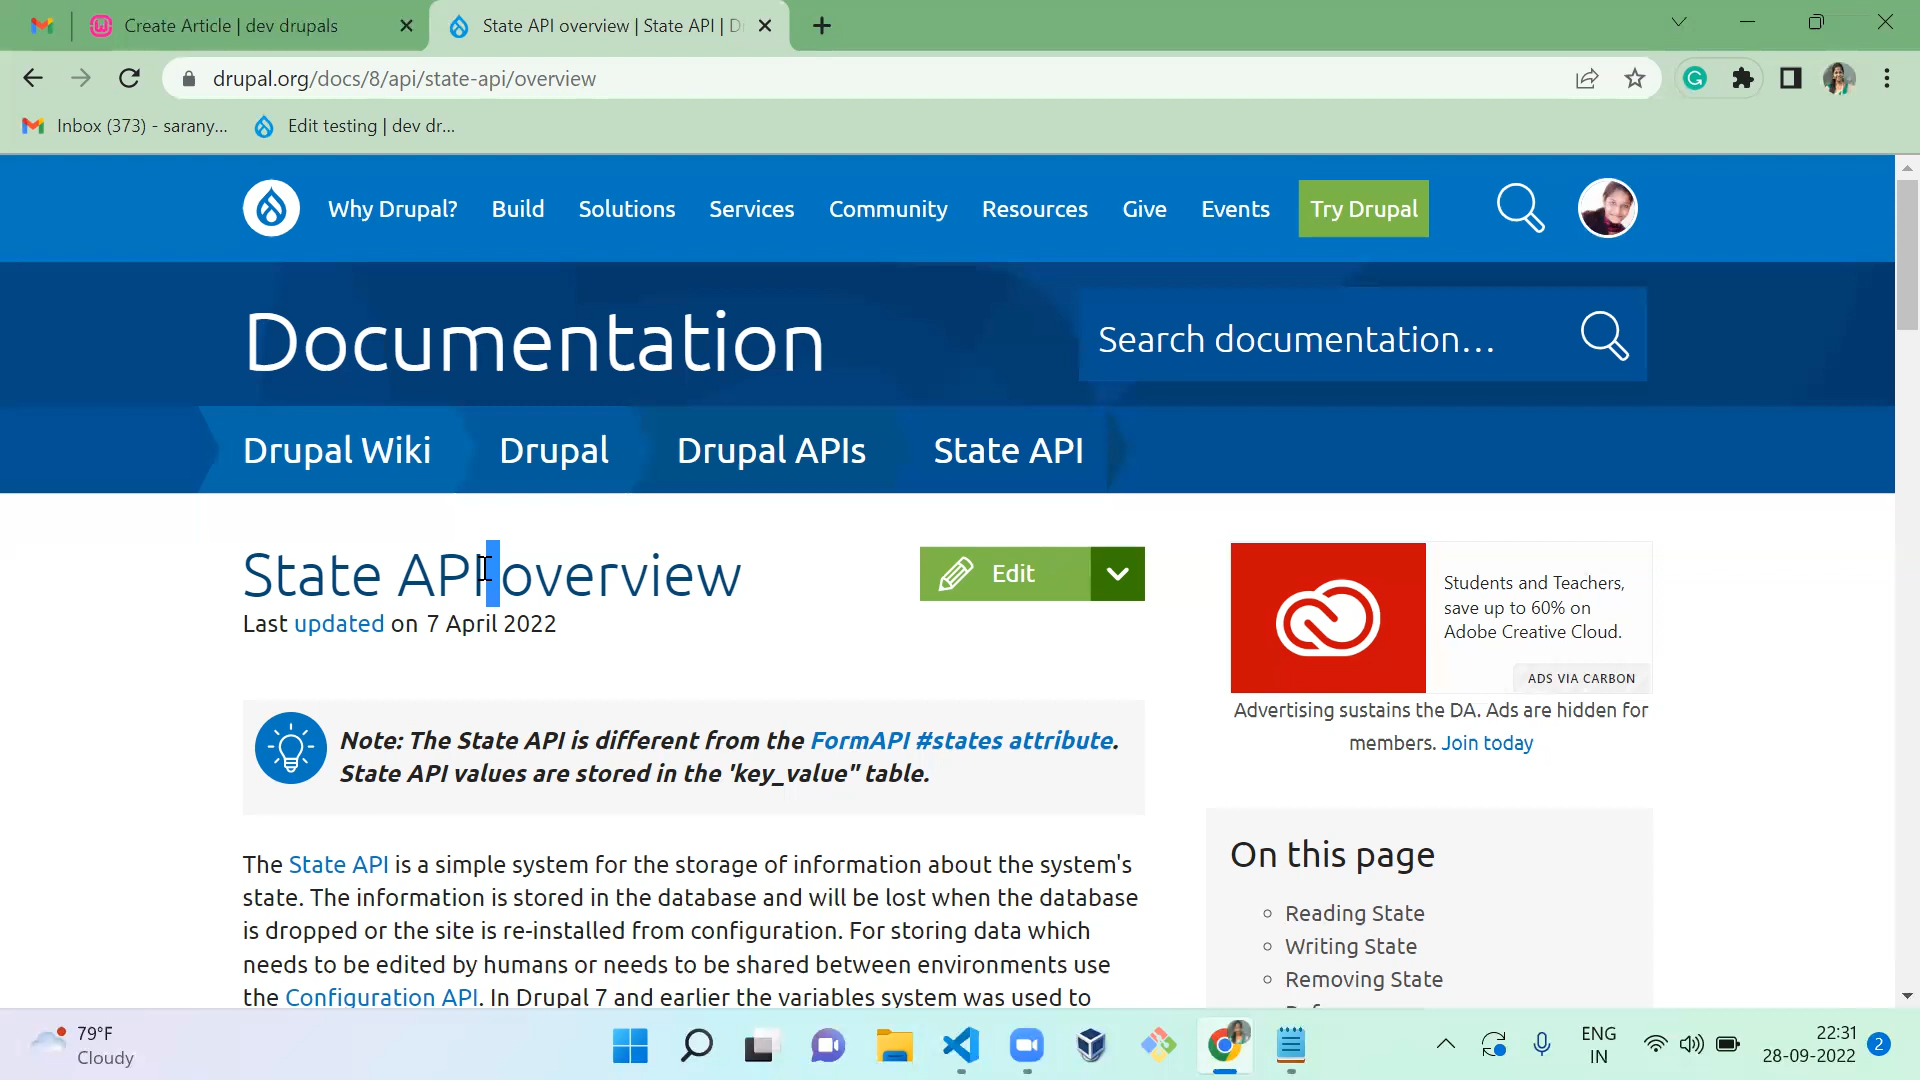 Create Article | dev drupals
State API overview | State API | D
drupal.org/docs/8/api/state-api/overview
Inbox (373) - sarany...
Edit testing | dev dr...
Why Drupal?
Build
Solutions
Services
Community
Resources
Give
Events
Try Drupal
Documentation
Search documentation...
Drupal Wiki
Drupal
Drupal APIs
State API
State API overview
Edit
Last updated on 7 April 2022
Note: The State API is different from the FormAPI #states attribute.
State API values are stored in the 'key_value" table.
The State API is a simple system for the storage of information about the system's
state. The information is stored in the database and will be lost when the database
is dropped or the site is re-installed from configuration. For storing data which
needs to be edited by humans or needs to be shared between environments use
the Configuration API. In Drupal 7 and earlier the variables system was used to
Students and Teachers,
save up to 60% on
Adobe Creative Cloud.
ADS VIA CARBON
Advertising sustains the DA. Ads are hidden for
members. Join today
On this page
Reading State
Writing State
Removing State
79°F
Cloudy
ENG
IN
22:31
28-09-2022
2